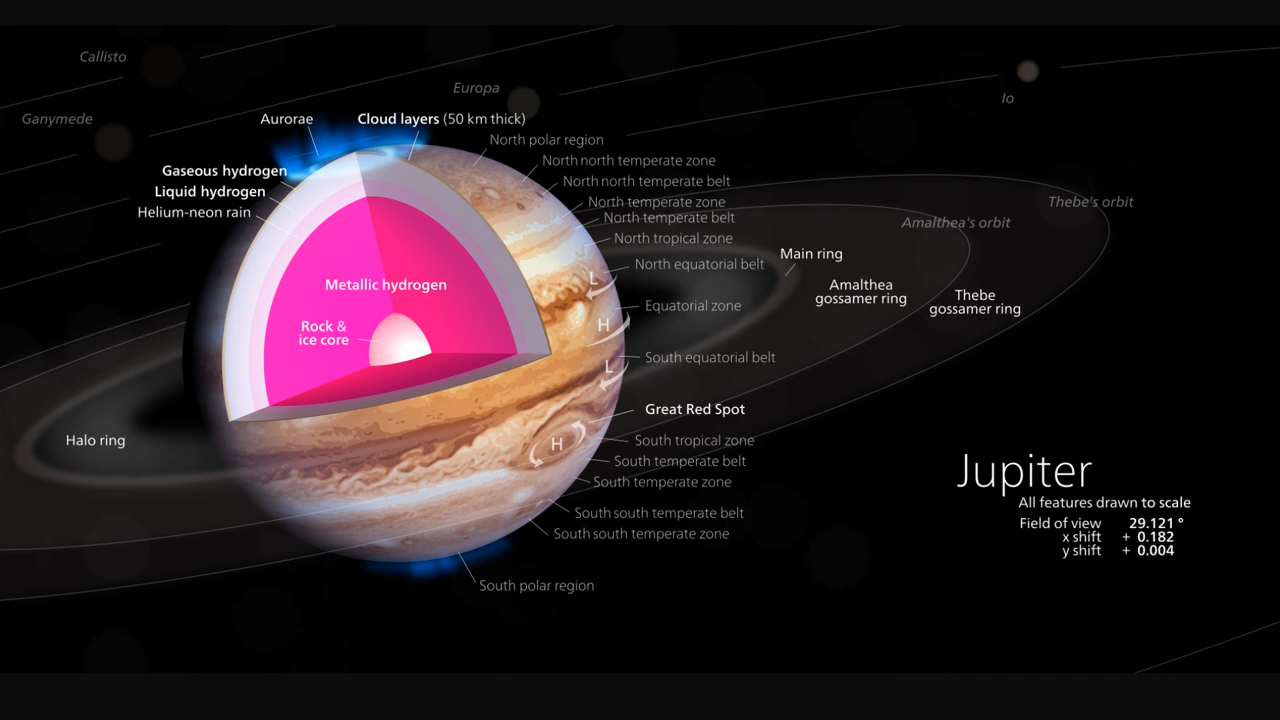 Callisto
Ganymede
Europa
Io
Aurorae
Cloud layers (50 km thick)
Gaseous hydrogen
Liquid hydrogen
Helium-neon rain
Metallic hydrogen
Rock &
ice core
North polar region
North north temperate zone
North north temperate belt
North temperate zone
North temperate belt
North tropical zone
North equatorial belt
Equatorial zone
South equatorial belt
Great Red Spot
South tropical zone
South temperate belt
South temperate zone
South south temperate belt
South south temperate zone
South polar region
L
H
L
H
Main ring
Amalthea
gossamer ring
Thebe
gossamer ring
Amalthea's orbit
Thebe's orbit
Halo ring
Jupiter
All features drawn to scale
Field of view 29.121 °
x shift + 0.182
y shift + 0.004